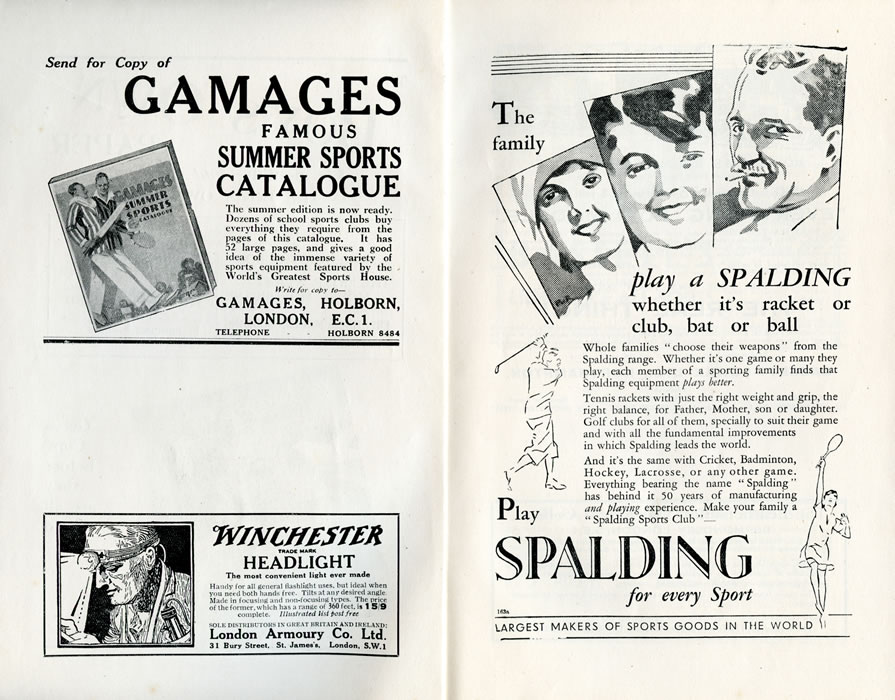 Send for Copy of
GAMAGES
FAMOUS
SUMMER SPORTS
CATALOGUE
GAMAGES
SUMMER
SPORTS
CATALOGUE
The summer edition is now ready.
Dozens of school sports clubs buy
everything they require from the
pages of this catalogue. It has
52 large pages, and gives a good
idea of the immense variety of
sports equipment featured by the
World's Greatest Sports House.
Write for copy to—
GAMAGES, HOLBORN,
LONDON, E.C.1.
TELEPHONE - - HOLBORN 8484
WINCHESTER
TRADE MARK
HEADLIGHT
The most convenient light ever made
Handy for all general flashlight uses, but ideal when
you need both hands free. Tilts at any desired angle.
Made in focusing and non-focusing types. The price
of the former, which has a range of 300 feet, is 15/9
complete. Illustrated list post free
SOLE DISTRIBUTORS IN GREAT BRITAIN AND IRELAND:
London Armoury Co. Ltd.
31 Bury Street, St. James's, London, S.W.1
The
family
play a SPALDING
whether it's racket or
club, bat or ball
Whole families "choose their weapons" from the
Spalding range. Whether it's one game or many they
play, each member of a sporting family finds that
Spalding equipment plays better.
Tennis rackets with just the right weight and grip, the
right balance, for Father, Mother, son or daughter.
Golf clubs for all of them, specially to suit their game
and with all the fundamental improvements
in which Spalding leads the world.
And it's the same with Cricket, Badminton,
Hockey, Lacrosse, or any other game.
Everything bearing the name "Spalding"
has behind it 50 years of manufacturing
and playing experience. Make your family a
"Spalding Sports Club"—
Play
SPALDING
for every Sport
163a
LARGEST MAKERS OF SPORTS GOODS IN THE WORLD